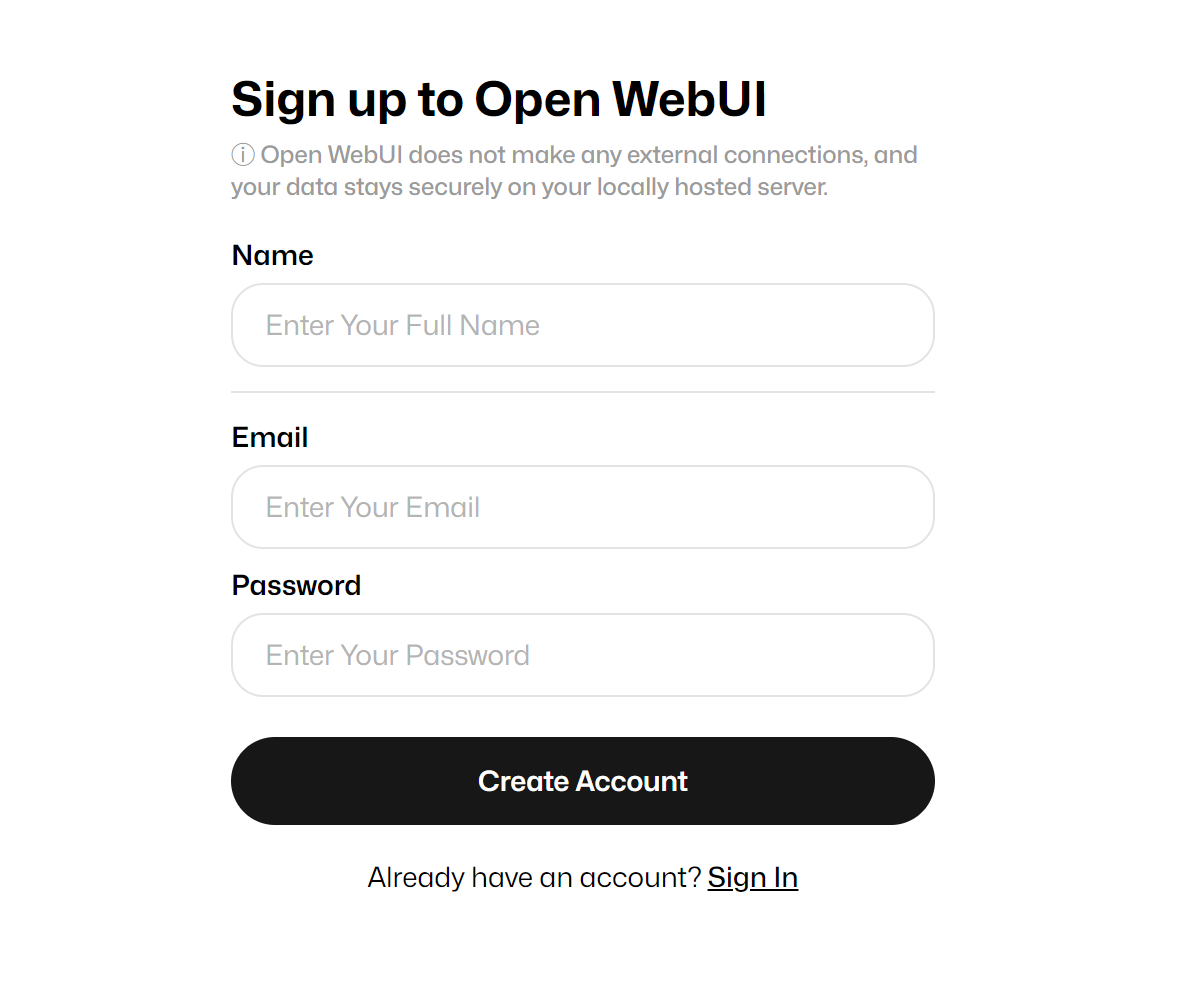 Sign up to Open WebUI
ⓘ Open WebUI does not make any external connections, and
your data stays securely on your locally hosted server.
Name
Enter Your Full Name
Email
Enter Your Email
Password
Enter Your Password
Create Account
Already have an account? Sign In